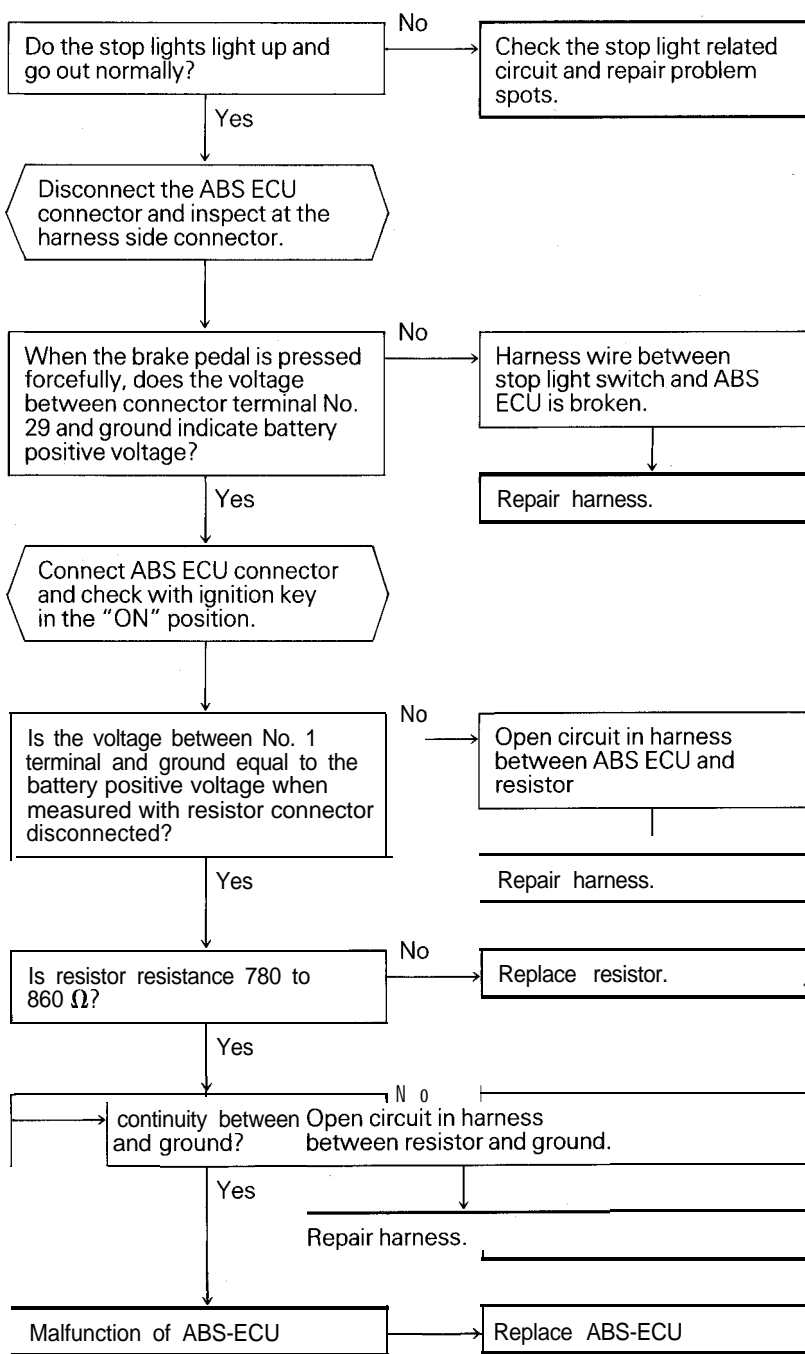 Do the stop lights light up and
go out normally?
No
Check the stop light related
circuit and repair problem
spots.
Yes
Disconnect the ABS ECU
connector and inspect at the
harness side connector.
When the brake pedal is pressed
forcefully, does the voltage
between connector terminal No.
29 and ground indicate battery
positive voltage?
No
Harness wire between
stop light switch and ABS
ECU is broken.
Repair harness.
Yes
Connect ABS ECU connector
and check with ignition key
in the "ON" position.
Is the voltage between No. 1
terminal and ground equal to the
battery positive voltage when
measured with resistor connector
disconnected?
No
Open circuit in harness
between ABS ECU and
resistor
Repair harness.
Yes
Is resistor resistance 780 to
860 Ω?
No
Replace resistor.
Yes
continuity between
and ground?
N o
Open circuit in harness
between resistor and ground.
Repair harness.
Yes
Malfunction of ABS-ECU
Replace ABS-ECU